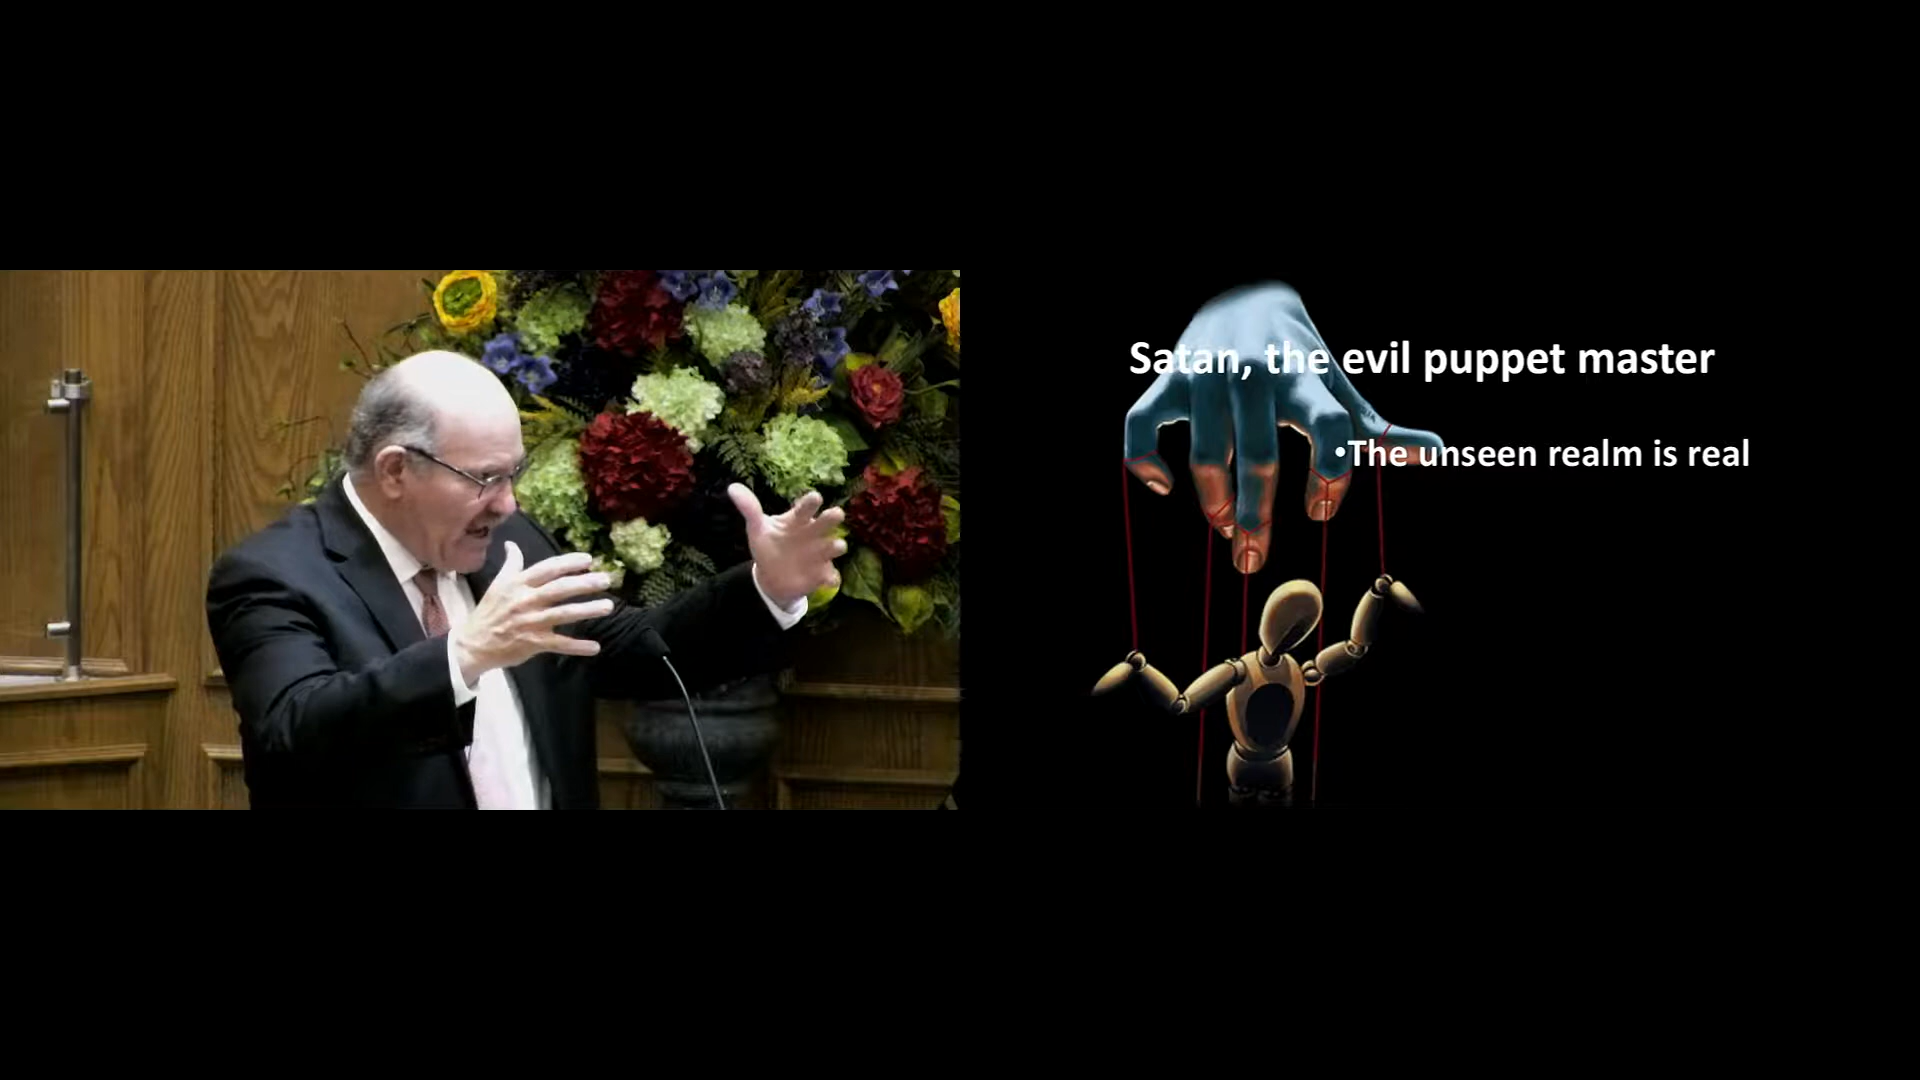 Satan, the evil puppet master
•The unseen realm is real